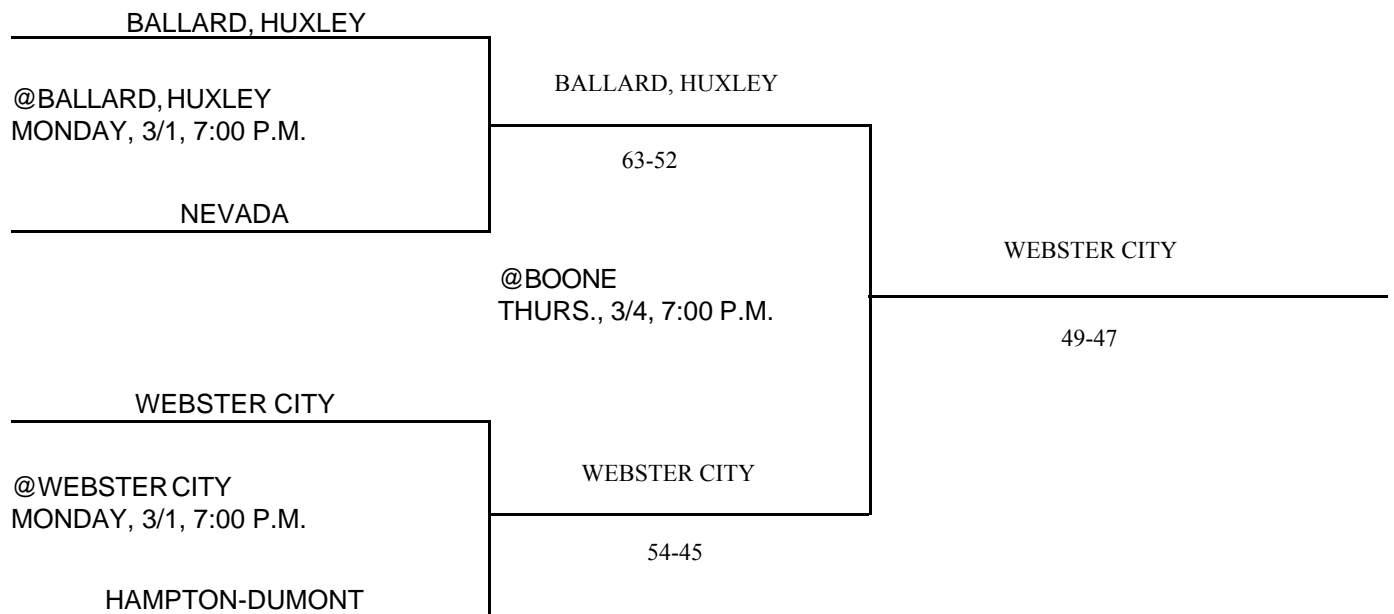 BALLARD, HUXLEY
@BALLARD, HUXLEY
MONDAY, 3/1, 7:00 P.M.
NEVADA
BALLARD, HUXLEY
63-52
@BOONE
THURS., 3/4, 7:00 P.M.
WEBSTER CITY
49-47
WEBSTER CITY
@WEBSTER CITY
MONDAY, 3/1, 7:00 P.M.
HAMPTON-DUMONT
WEBSTER CITY
54-45